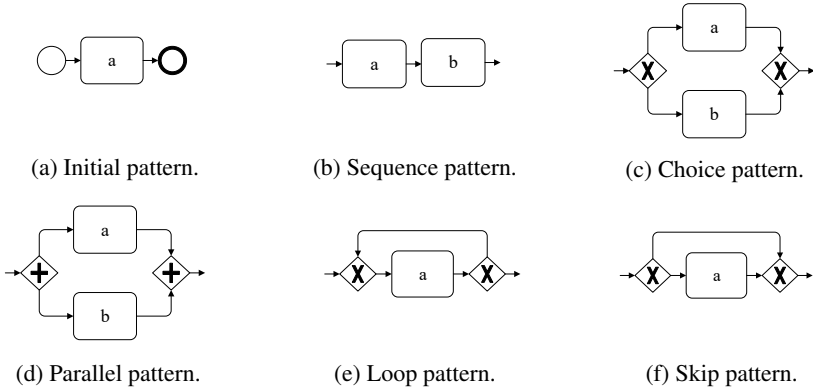 a
a
b
a
X
X
b
(a) Initial pattern.
(b) Sequence pattern.
(c) Choice pattern.
a
+
+
b
X
a
X
X
a
X
(d) Parallel pattern.
(e) Loop pattern.
(f) Skip pattern.